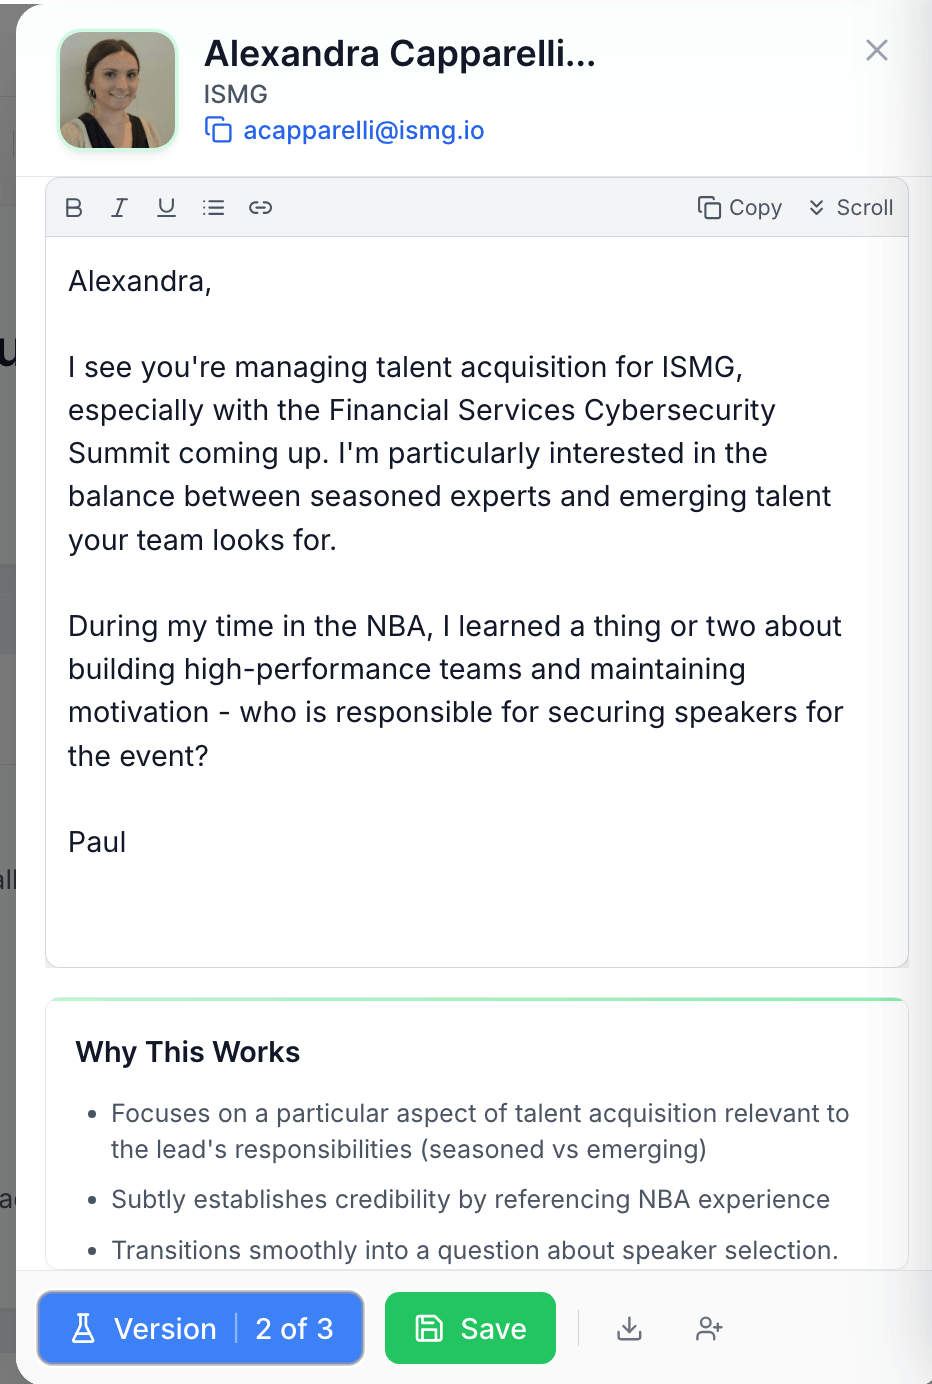 Alexandra Capparelli...
ISMG
acapparelli@ismg.io
B I U Copy Scroll
Alexandra,
I see you're managing talent acquisition for ISMG,
especially with the Financial Services Cybersecurity
Summit coming up. I'm particularly interested in the
balance between seasoned experts and emerging talent
your team looks for.
During my time in the NBA, I learned a thing or two about
building high-performance teams and maintaining
motivation - who is responsible for securing speakers for
the event?
Paul
Why This Works
• Focuses on a particular aspect of talent acquisition relevant to
the lead's responsibilities (seasoned vs emerging)
• Subtly establishes credibility by referencing NBA experience
• Transitions smoothly into a question about speaker selection.
Version | 2 of 3 Save